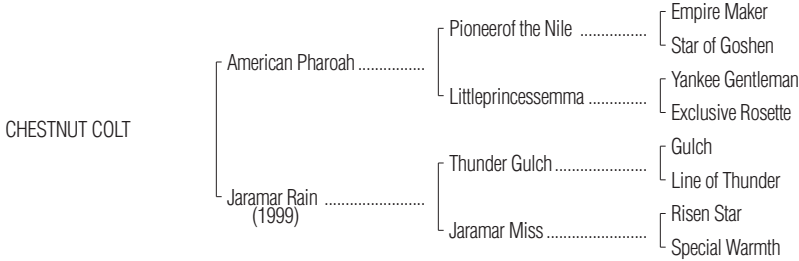 Empire Maker
Pioneerof the Nile ................
Star of Goshen
American Pharoah ................
Yankee Gentleman
Littleprincessemma ..............
Exclusive Rosette
CHESTNUT COLT
Gulch
Thunder Gulch ......................
Line of Thunder
Jaramar Rain ........................
(1999)
Risen Star
Jaramar Miss ........................
Special Warmth